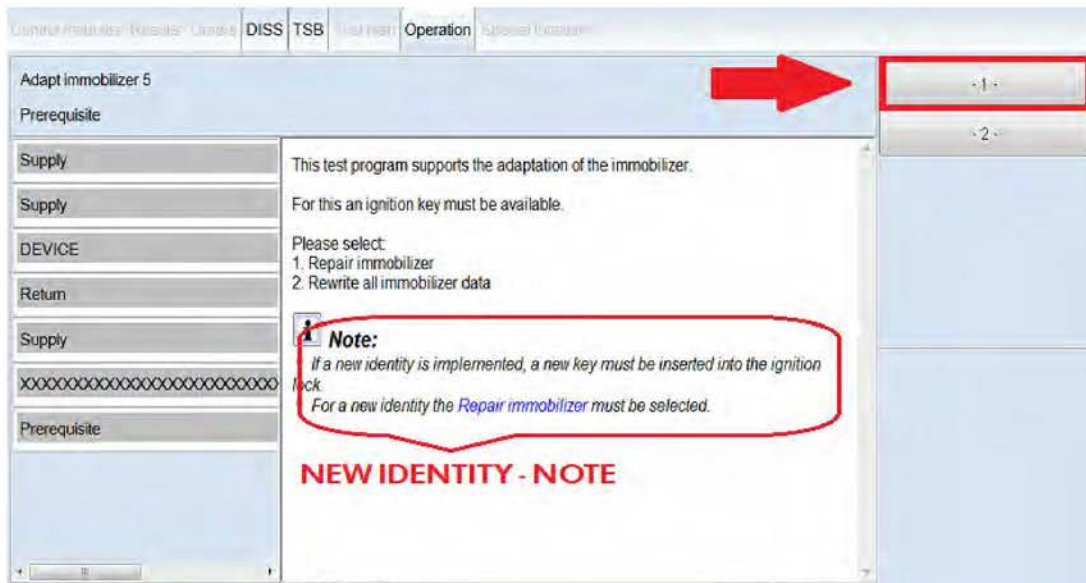 DISS TSB Operation
Adapt immobilizer 5
Prerequisite
- 1 -
- 2 -
Supply
Supply
DEVICE
Return
Supply
XXXXXXXXXXXXXXXXXXXXXXXXXX
Prerequisite
This test program supports the adaptation of the immobilizer.
For this an ignition key must be available.
Please select:
1. Repair immobilizer
2. Rewrite all immobilizer data
Note:
If a new identity is implemented, a new key must be inserted into the ignition
lock
For a new identity the Repair immobilizer must be selected.
NEW IDENTITY - NOTE